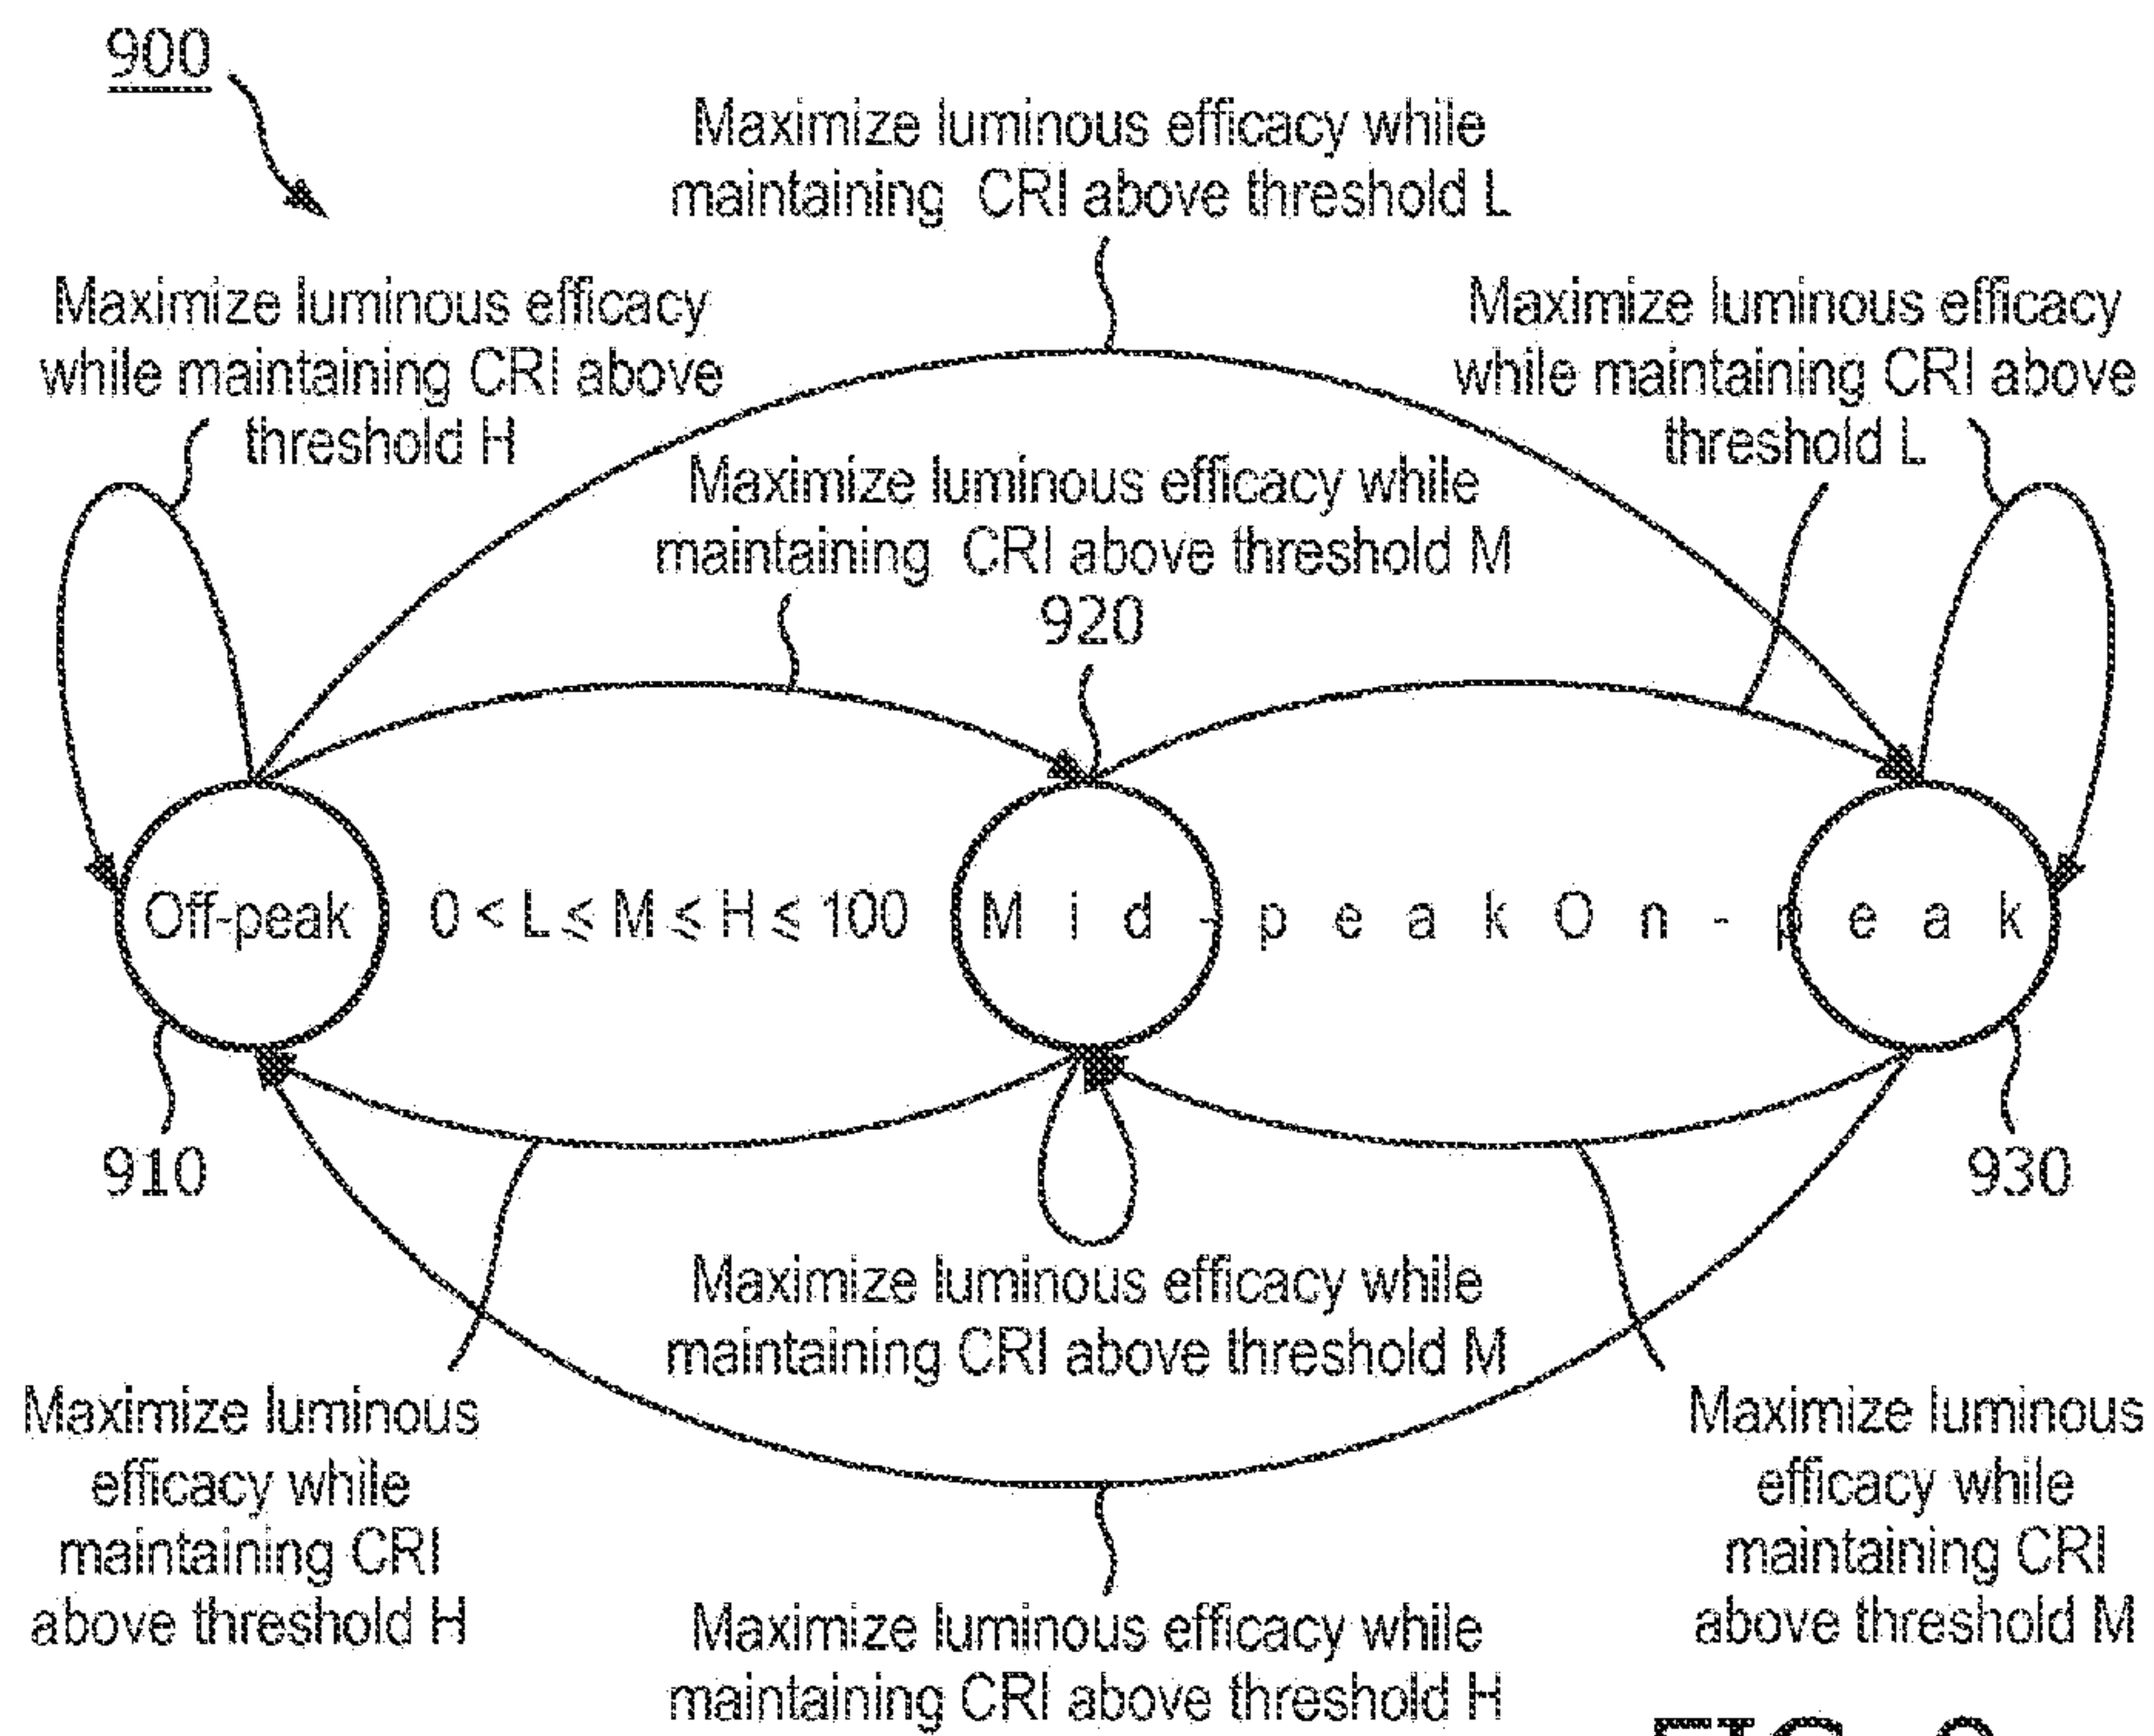 900
Maximize luminous efficacy while
maintaining CRI above threshold L
Maximize luminous efficacy
while maintaining CRI above
threshold H
Maximize luminous efficacy
while maintaining CRI above
threshold L
Maximize luminous efficacy while
maintaining CRI above threshold M
920
Off-peak
0 < L ≤ M ≤ H ≤ 100
Mid-peak
On-peak
910
930
Maximize luminous efficacy while
maintaining CRI above threshold M
Maximize luminous
efficacy while
maintaining CRI
above threshold H
Maximize luminous
efficacy while
maintaining CRI
above threshold M
Maximize luminous efficacy while
maintaining CRI above threshold H